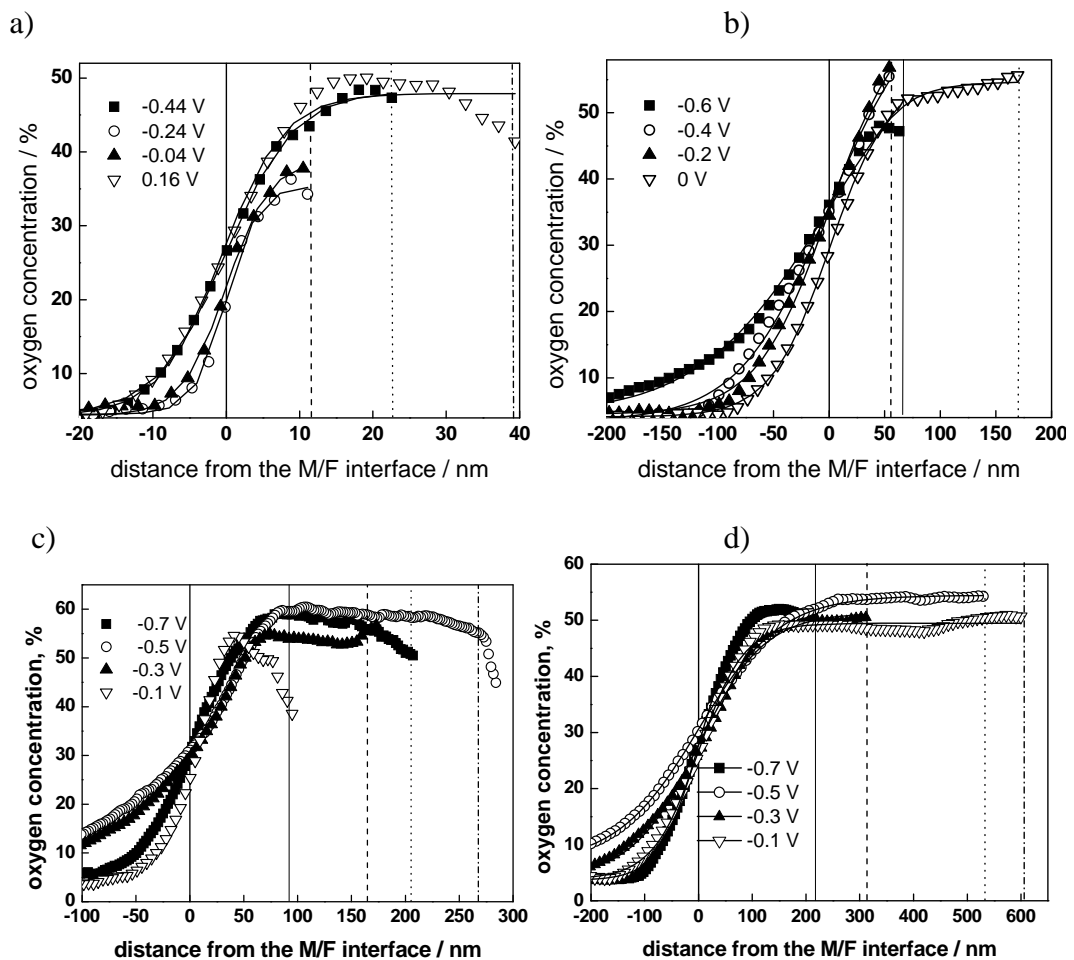 a)
50
40
30
20
10
-20
-10
0
10
20
30
40
oxygen concentration / %
distance from the M/F interface / nm
-0.44 V
-0.24 V
-0.04 V
0.16 V
b)
50
40
30
20
10
-200
-150
-100
-50
0
50
100
150
200
oxygen concentration / %
distance from the M/F interface / nm
-0.6 V
-0.4 V
-0.2 V
0 V
c)
60
50
40
30
20
10
0
-100
-50
0
50
100
150
200
250
300
oxygen concentration, %
distance from the M/F interface / nm
-0.7 V
-0.5 V
-0.3 V
-0.1 V
d)
60
50
40
30
20
10
0
-200
-100
0
100
200
300
400
500
600
oxygen concentration, %
distance from the M/F interface / nm
-0.7 V
-0.5 V
-0.3 V
-0.1 V